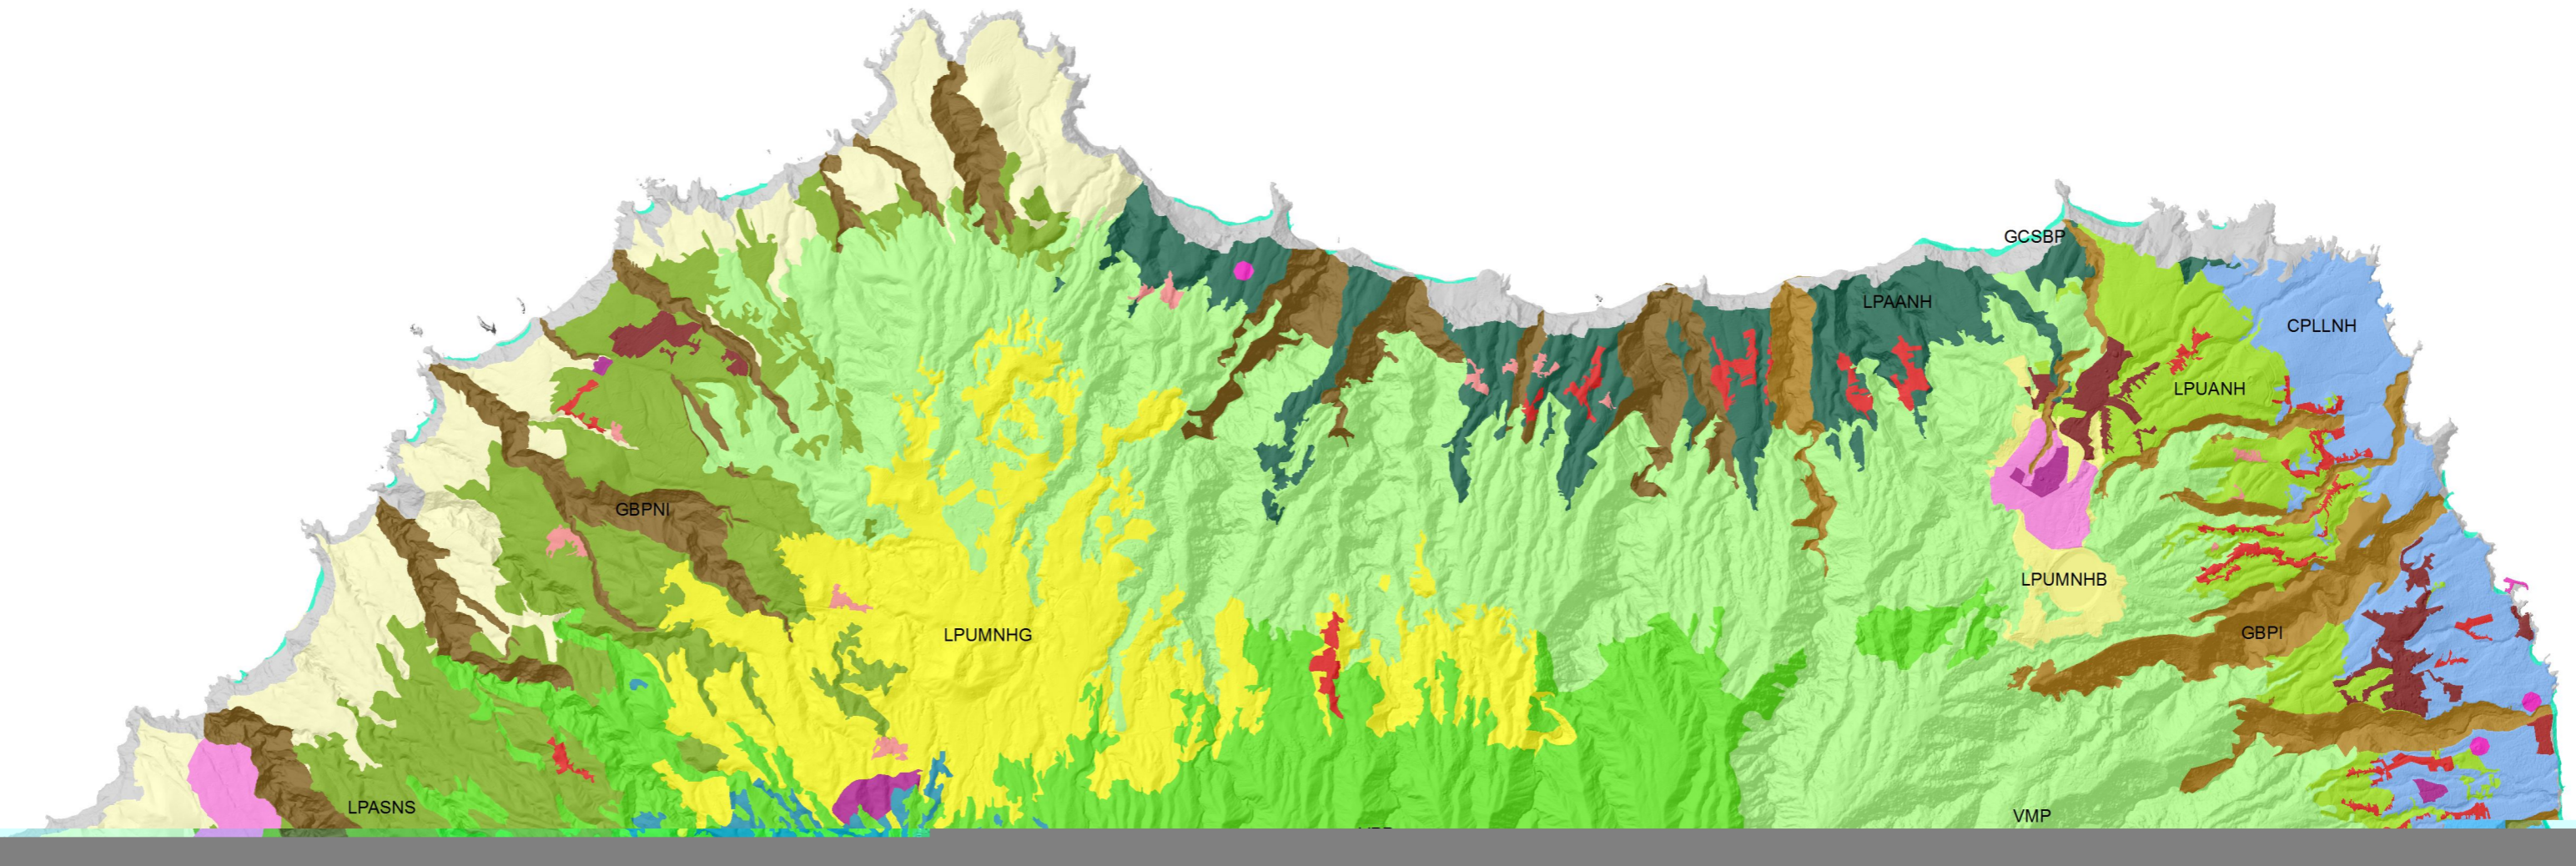 GCSBP
LPAANH
CPLLNH
LPUANH
GBPNI
LPUMNHB
GBPI
LPUMNHG
LPASNS
VMP